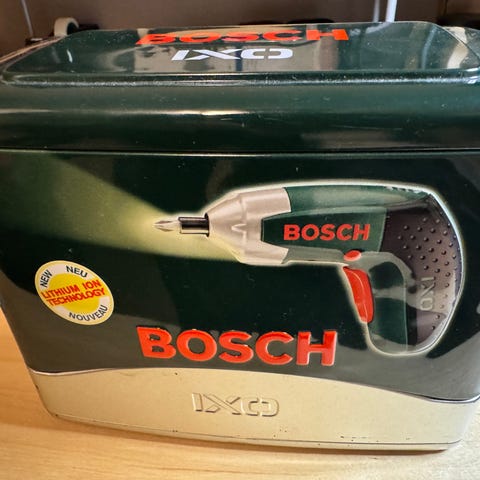 BOSCH
IXO
BOSCH
IXO
NEW NEU
LITHIUM ION
TECHNOLOGY
NOUVEAU
BOSCH
IXO